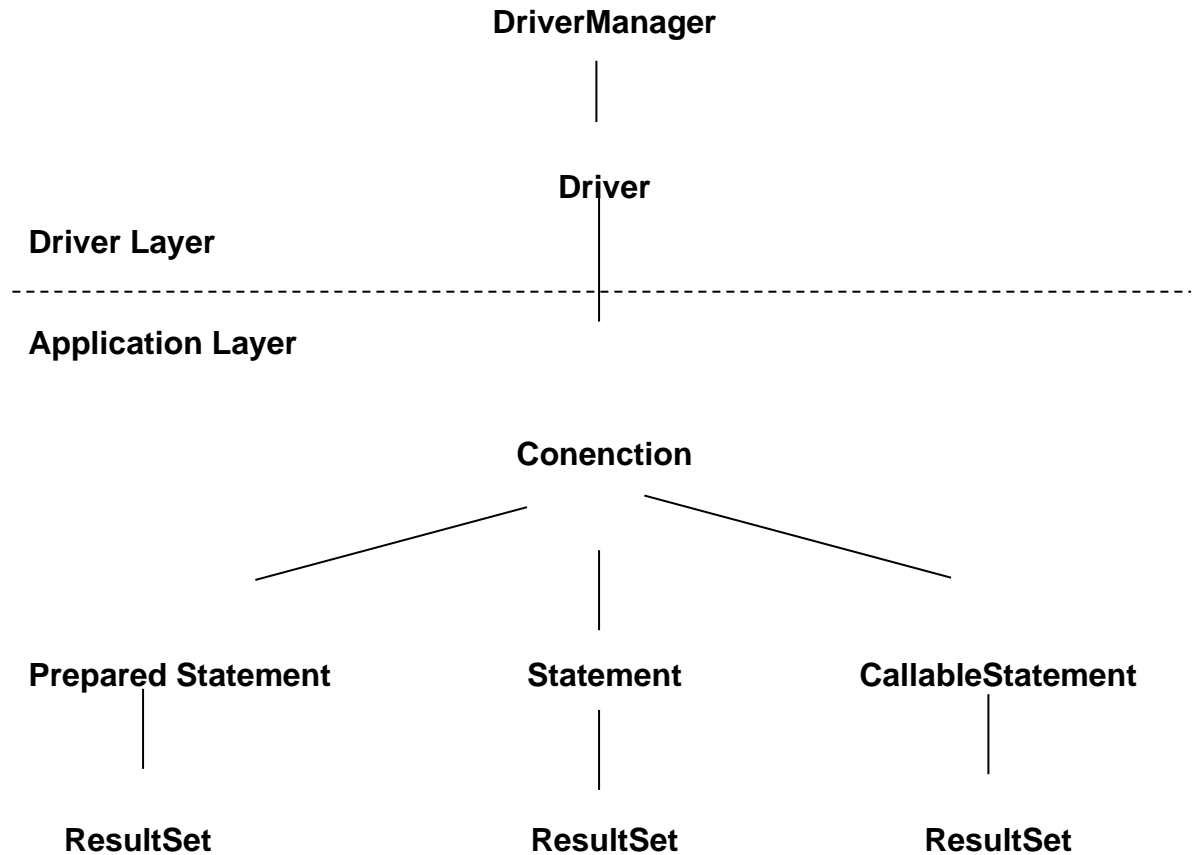 DriverManager
Driver
Driver Layer
Application Layer
Conenction
Prepared Statement
Statement
CallableStatement
ResultSet
ResultSet
ResultSet